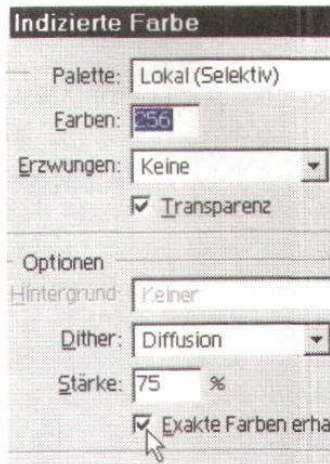 Indizierte Farbe
Palette: Lokal (Selektiv)
Farben: 256
Erzwungen: Keine
Transparenz
Optionen
Hintergrund: Keiner
Dither: Diffusion
Stärke: 75 %
Exakte Farben erha